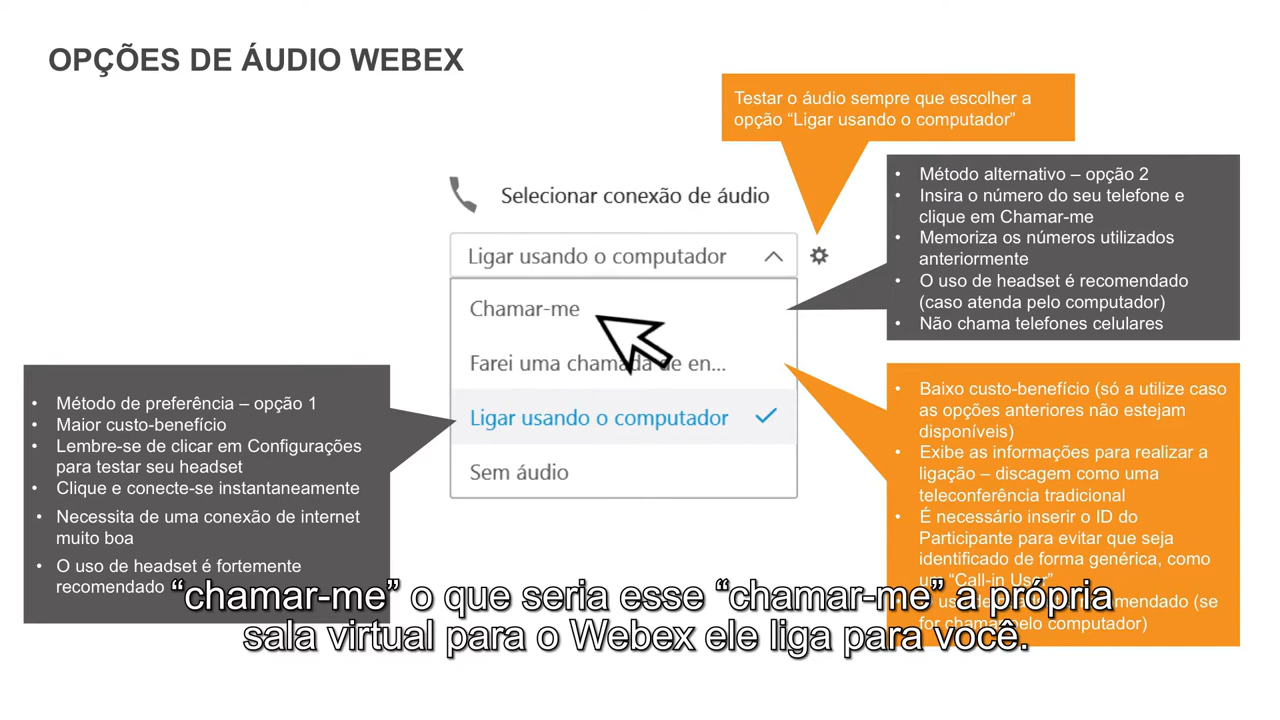 OPÇÕES DE ÁUDIO WEBEX
Testar o áudio sempre que escolher a
opção “Ligar usando o computador”
Selecionar conexão de áudio
Ligar usando o computador
Chamar-me
Farei uma chamada de en...
Ligar usando o computador
Sem áudio
• Método alternativo – opção 2
• Insira o número do seu telefone e
clique em Chamar-me
• Memoriza os números utilizados
anteriormente
• O uso de headset é recomendado
(caso atenda pelo computador)
• Não chama telefones celulares
• Método de preferência – opção 1
• Maior custo-benefício
• Lembre-se de clicar em Configurações
para testar seu headset
• Clique e conecte-se instantaneamente
• Necessita de uma conexão de internet
muito boa
• O uso de headset é fortemente
recomendado
• Baixo custo-benefício (só a utilize caso
as opções anteriores não estejam
disponíveis)
• Exibe as informações para realizar a
ligação – discagem como uma
teleconferência tradicional
• É necessário inserir o ID do
Participante para evitar que seja
identificado de forma genérica, como
um “Call-in User”
(se
for chamar pelo computador)
“chamar-me” o que seria esse “chamar-me” a própria
sala virtual para o Webex ele liga para você.